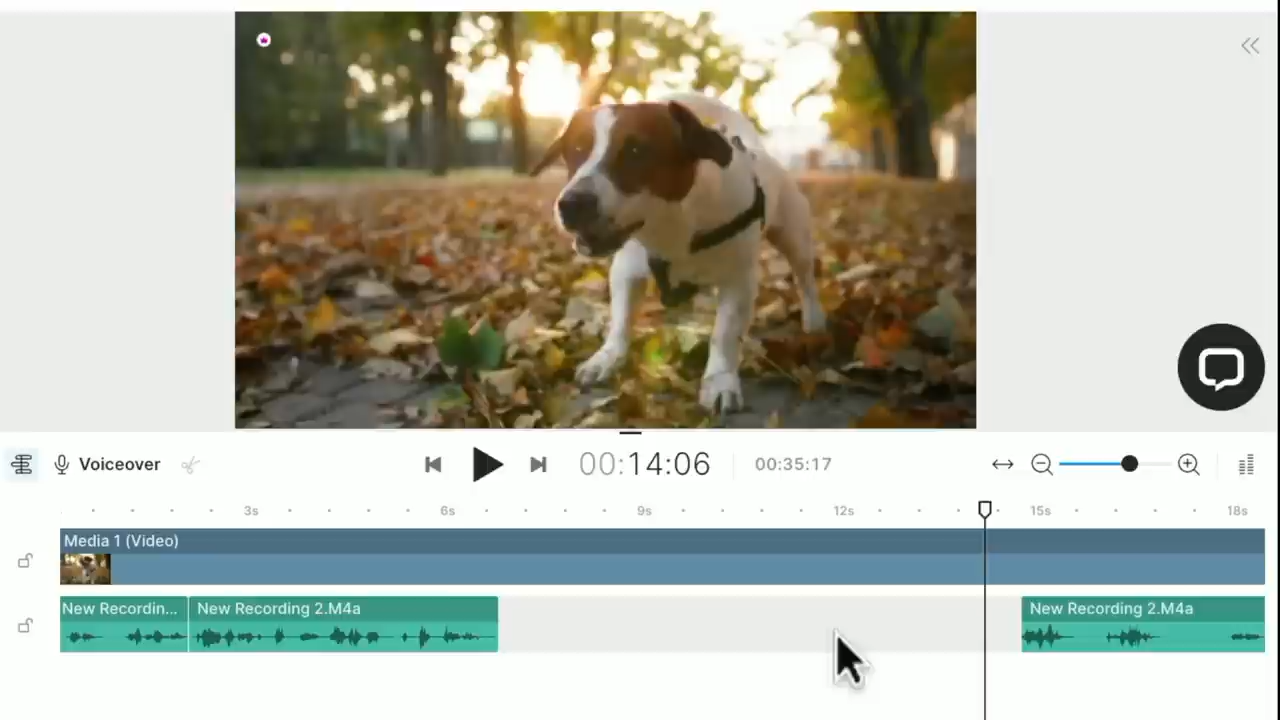 Voiceover
00:14:06
00:35:17
3s
6s
9s
12s
15s
18s
Media 1 (Video)
New Recordin...
New Recording 2.M4a
New Recording 2.M4a